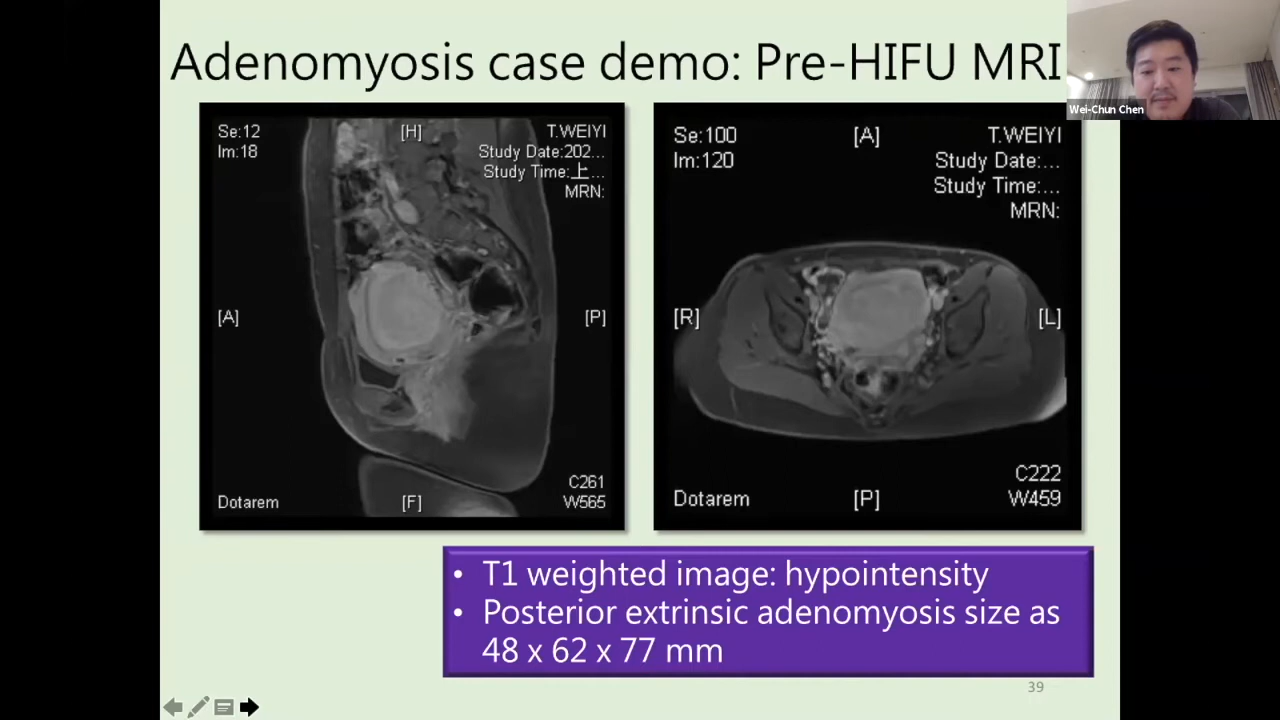 Adenomyosis case demo: Pre-HIFU MRI
Wei-Chun Chen
Se:12
Im:18
[H]
T.WEIYI
Study Date:202...
Study Time:上...
MRN:
[A]
[P]
Dotarem
[F]
C261
W565
Se:100
Im:120
[A]
T.WEIYI
Study Date:...
Study Time:...
MRN:
[R]
[L]
Dotarem
[P]
C222
W459
• T1 weighted image: hypointensity
• Posterior extrinsic adenomyosis size as
48 x 62 x 77 mm
39